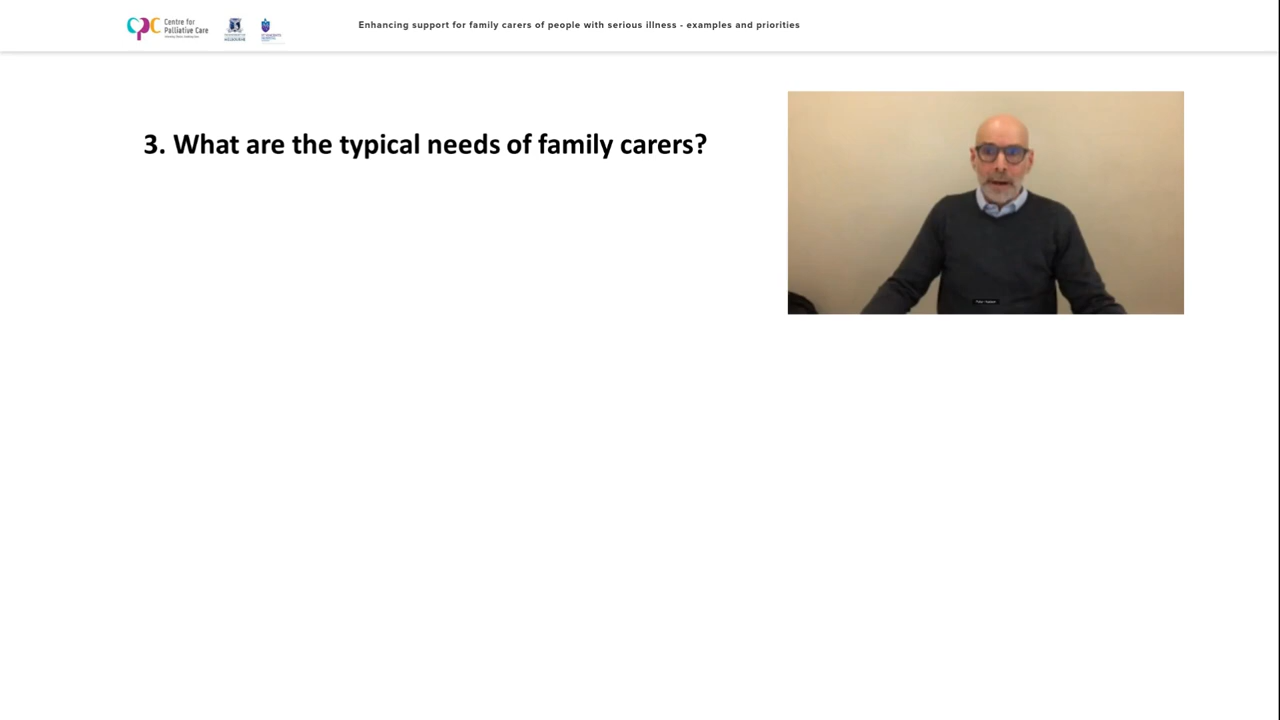 Centre for
Palliative Care
Enhancing support for family carers of people with serious illness - examples and priorities
MELBOURNE
3. What are the typical needs of family carers?